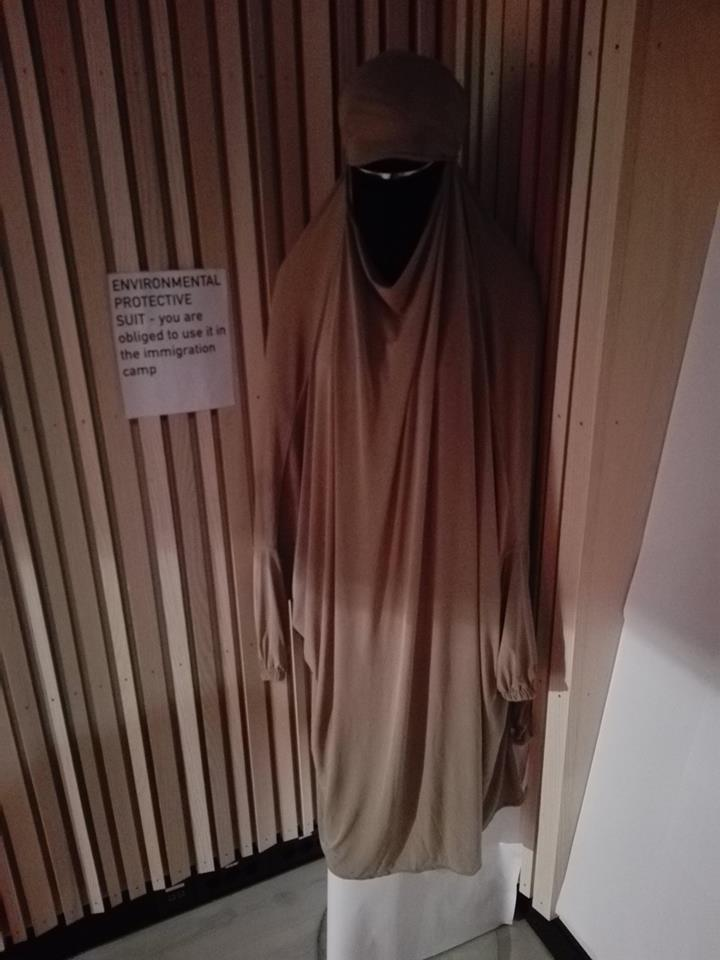 ENVIRONMENTAL
PROTECTIVE
SUIT - you are
obliged to use it in
the immigration
camp